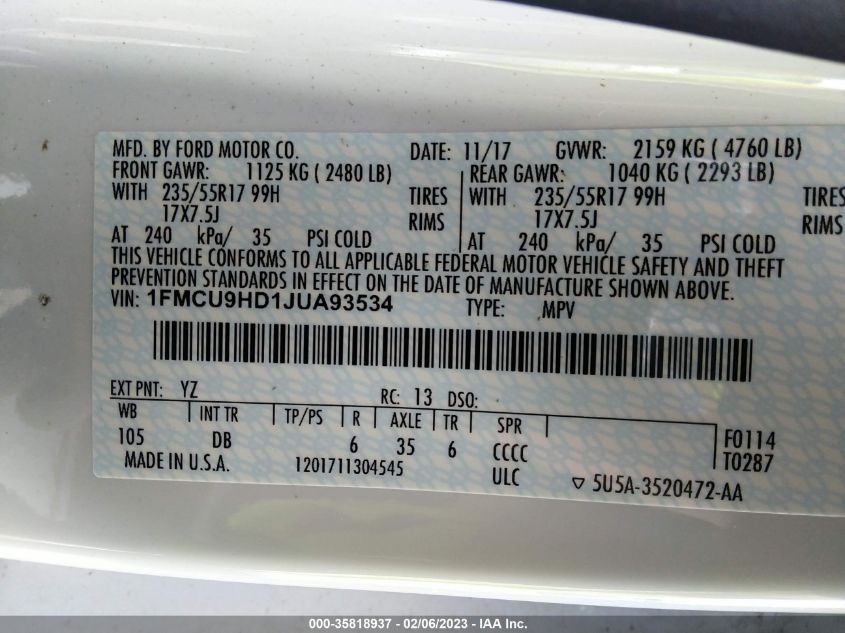 MFD. BY FORD MOTOR CO. DATE: 11/17 GVWR: 2159 KG ( 4760 LB)
FRONT GAWR: 1125 KG ( 2480 LB) REAR GAWR: 1040 KG ( 2293 LB)
WITH 235/55R17 99H TIRES WITH 235/55R17 99H TIRES
17X7.5J RIMS 17X7.5J RIMS
AT 240 kPa/ 35 PSI COLD AT 240 kPa/ 35 PSI COLD
THIS VEHICLE CONFORMS TO ALL APPLICABLE FEDERAL MOTOR VEHICLE SAFETY AND THEFT
PREVENTION STANDARDS IN EFFECT ON THE DATE OF MANUFACTURE SHOWN ABOVE.
VIN: 1FMCU9HD1JUA93534 TYPE: MPV
EXT PNT: YZ RC: 13 DSO:
WB INT TR TP/PS R AXLE TR SPR
105 DB 6 35 6 CCCC F0114
MADE IN U.S.A. 1201711304545 ULC T0287
5U5A-3520472-AA
000-35818937 - 02/06/2023 - IAA Inc.